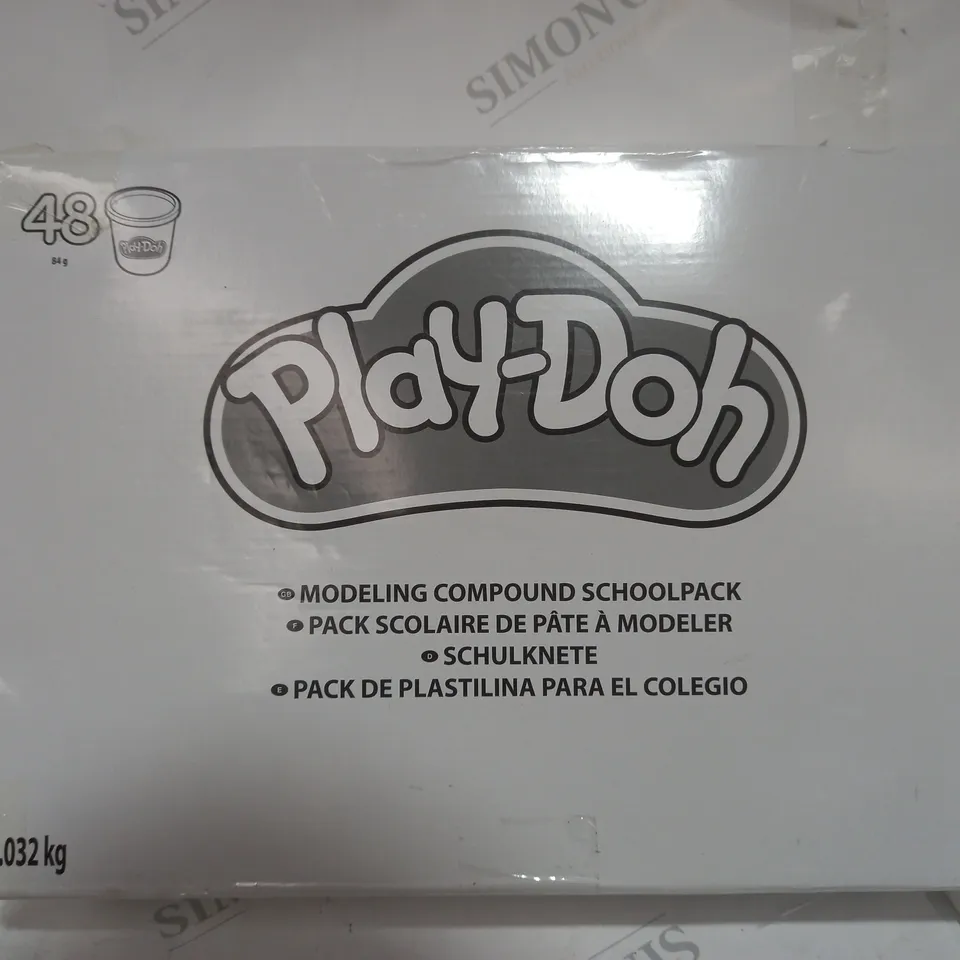 SIMON
48
Play-Doh
84 g
Play-Doh
GB MODELING COMPOUND SCHOOLPACK
F PACK SCOLAIRE DE PÂTE À MODELER
D SCHULKNETE
E PACK DE PLASTILINA PARA EL COLEGIO
.032 kg